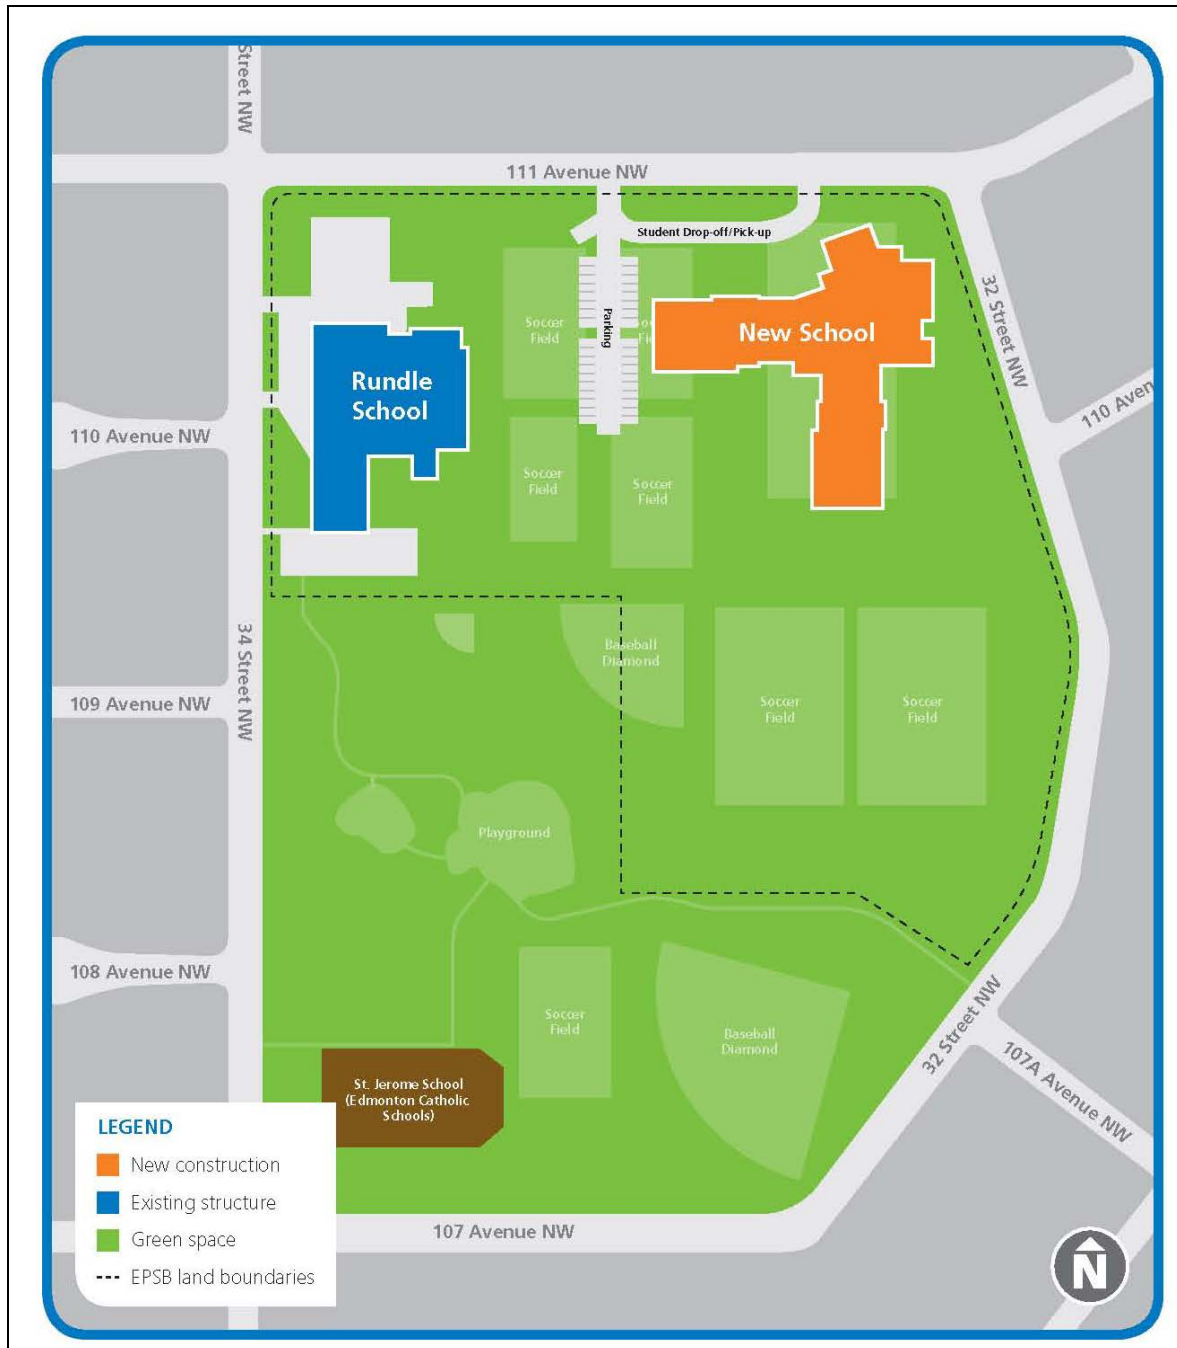 Street NW
111 Avenue NW
Student Drop-off/Pick-up
Parking
Soccer
Field
Soc
Fi
New School
32 Street NW
Rundle
School
110 Avenue NW
110 Aven
Soccer
Field
Soccer
Field
34 Street NW
Baseball
Diamond
109 Avenue NW
Soccer
Field
Soccer
Field
Playground
108 Avenue NW
Soccer
Field
Baseball
Diamond
32 Street NW
107A Avenue NW
St. Jerome School
(Edmonton Catholic
Schools)
LEGEND
New construction
Existing structure
Green space
EPSB land boundaries
107 Avenue NW
N